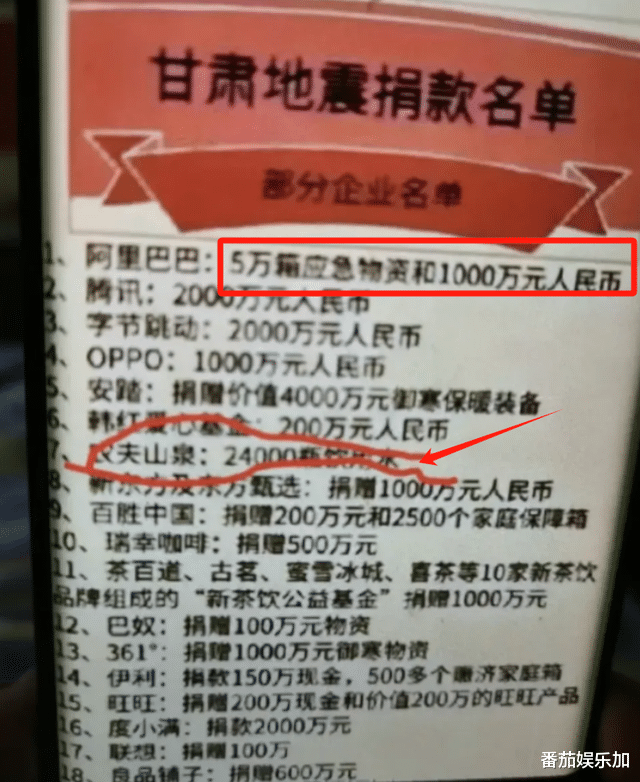 甘肃地震捐款名单
部分企业名单
1、阿里巴巴：5万箱应急物资和1000万元人民币
2、腾讯：2000万元人民币
3、字节跳动：2000万元人民币
4、OPPO：1000万元人民币
5、安踏：捐赠价值4000万元御寒保暖装备
6、韩红爱心基金：200万元人民币
7、农夫山泉：24000瓶饮用水
8、新东方及东方甄选：捐赠1000万元人民币
9、百胜中国：捐赠200万元和2500个家庭保障箱
10、瑞幸咖啡：捐赠500万元
11、茶百道、古茗、蜜雪冰城、喜茶等10家新茶饮
品牌组成的“新茶饮公益基金”捐赠1000万元
12、巴奴：捐赠100万元物资
13、361°：捐赠1000万元御寒物资
14、伊利：捐款150万现金，500多个赈济家庭箱
15、旺旺：捐赠200万现金和价值200万的旺旺产品
16、度小满：捐款2000万元
17、联想：捐赠100万
18、良品铺子：捐赠600万元
番茄娱乐加